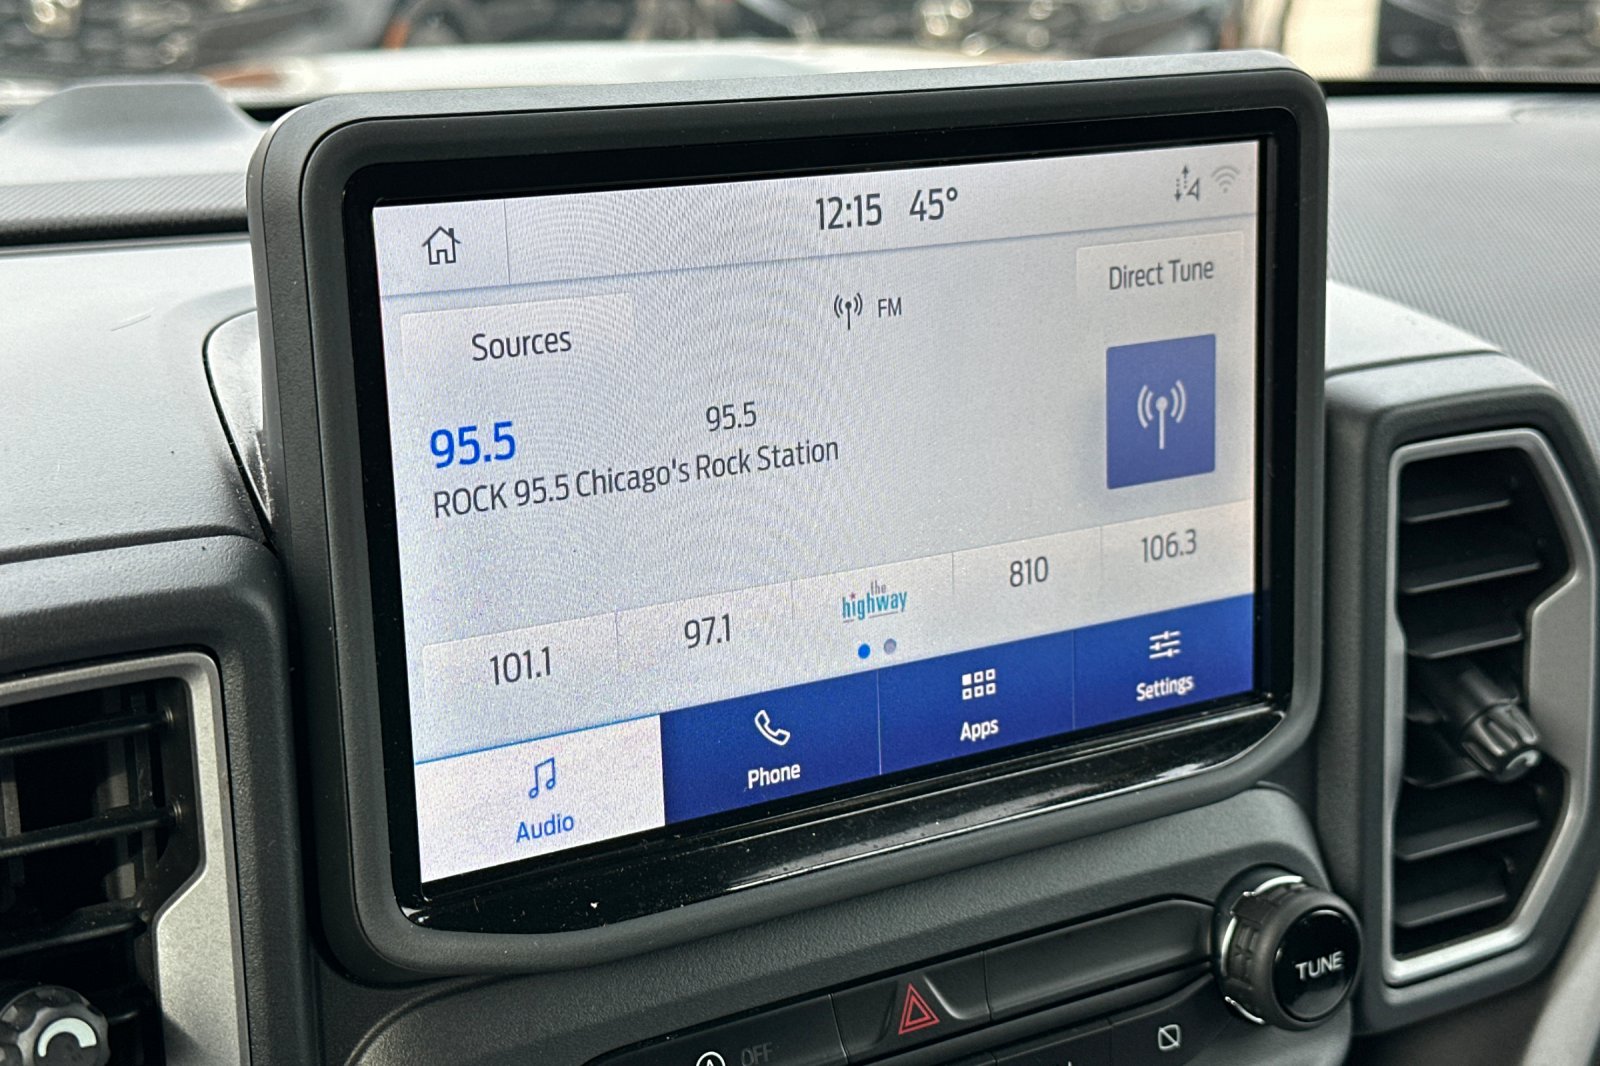 12:15 45°
Direct Tune
FM
Sources
95.5
95.5
ROCK 95.5 Chicago's Rock Station
101.1
97.1
the
highway
810
106.3
Audio
Phone
Apps
Settings
TUNE
A OFF